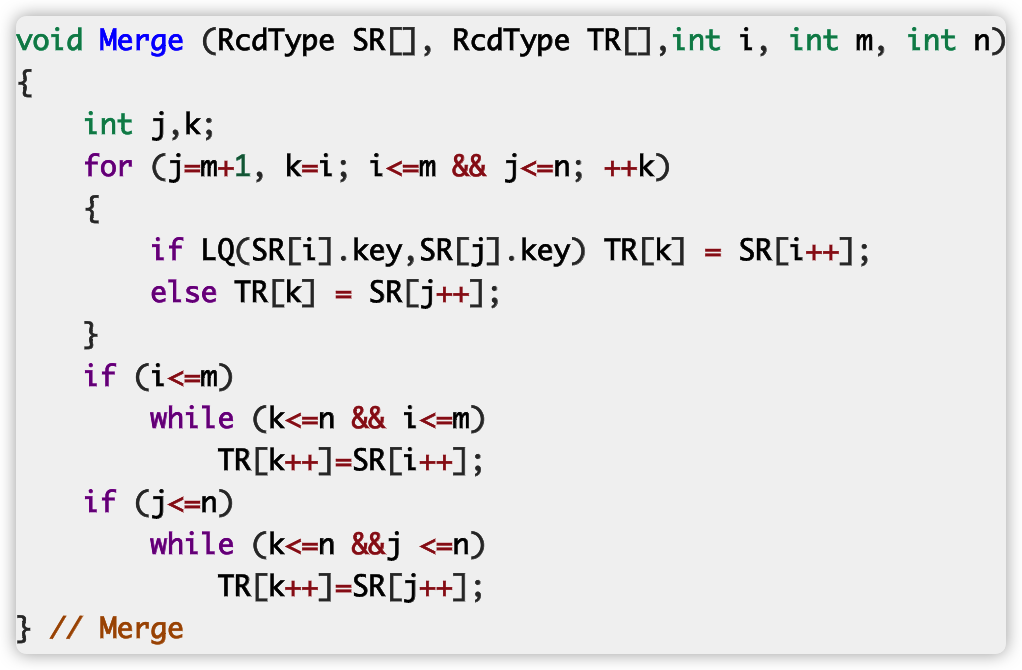 void Merge (RcdType SR[], RcdType TR[],int i, int m, int n)
{
    int j,k;
    for (j=m+1, k=i; i<=m && j<=n; ++k)
    {
        if LQ(SR[i].key,SR[j].key) TR[k] = SR[i++];
        else TR[k] = SR[j++];
    }
    if (i<=m)
        while (k<=n && i<=m)
            TR[k++]=SR[i++];
    if (j<=n)
        while (k<=n &&j <=n)
            TR[k++]=SR[j++];
} // Merge